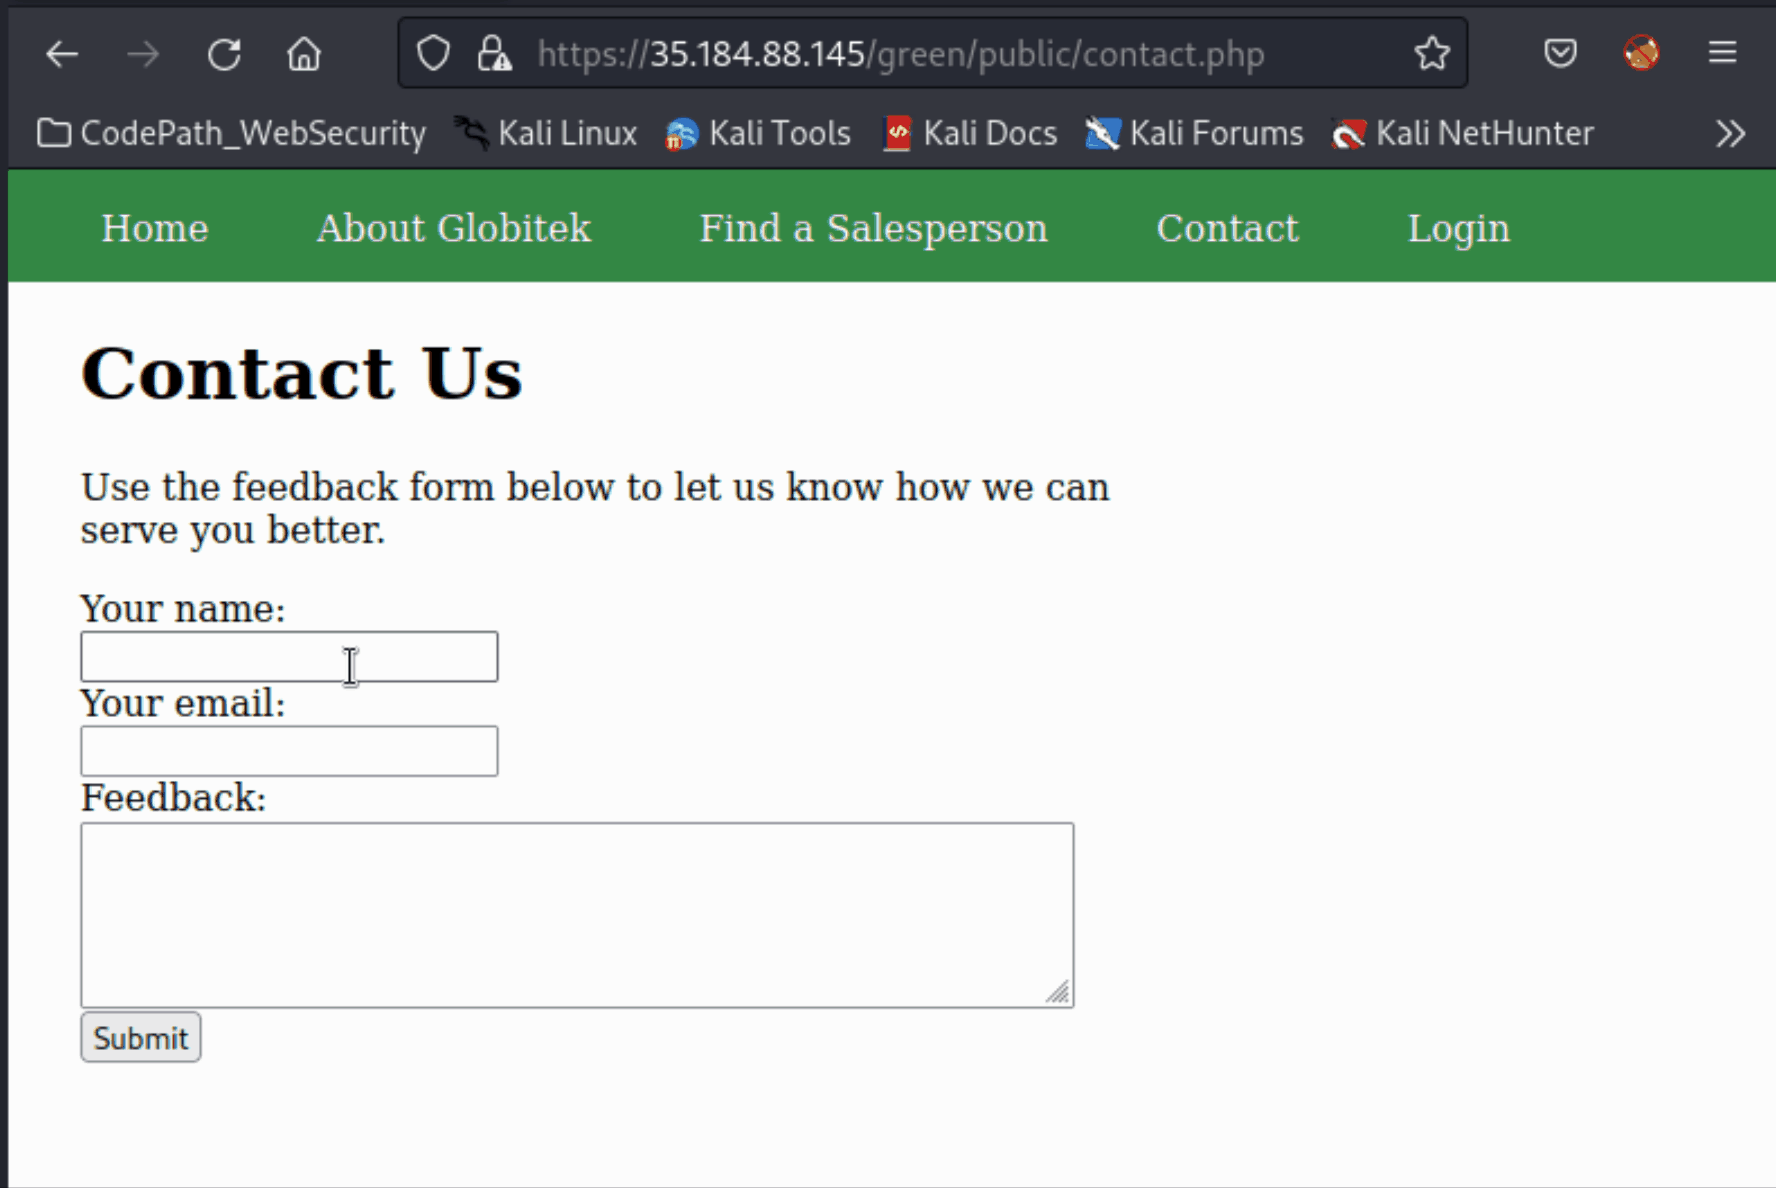 https://35.184.88.145/green/public/contact.php
CodePath_WebSecurity Kali Linux Kali Tools Kali Docs Kali Forums Kali NetHunter
Home About Globitek Find a Salesperson Contact Login
Contact Us
Use the feedback form below to let us know how we can
serve you better.
Your name:
Your email:
Feedback:
Submit